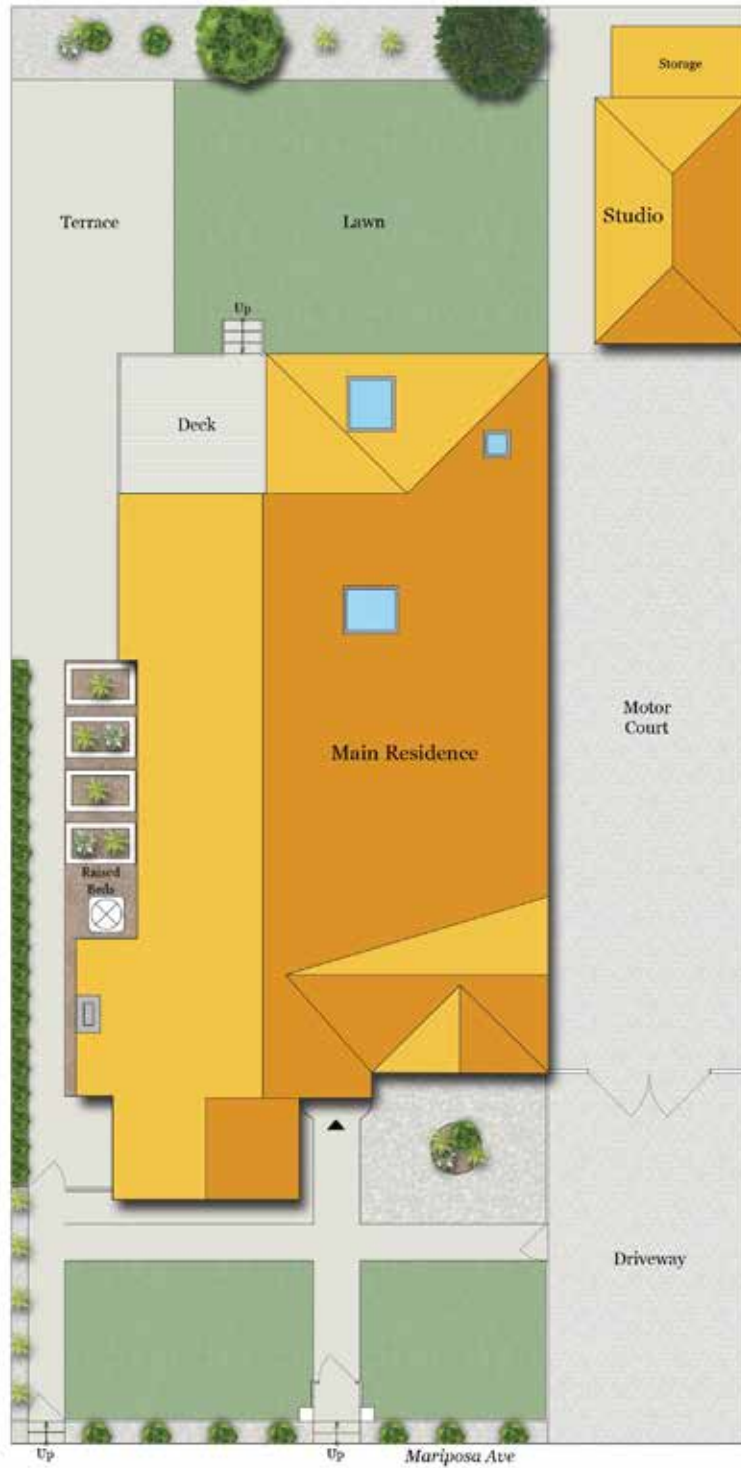 Storage
Studio
Terrace
Lawn
Up
Deck
Motor
Court
Main Residence
Raised
Beds
Driveway
Up
Up
Mariposa Ave